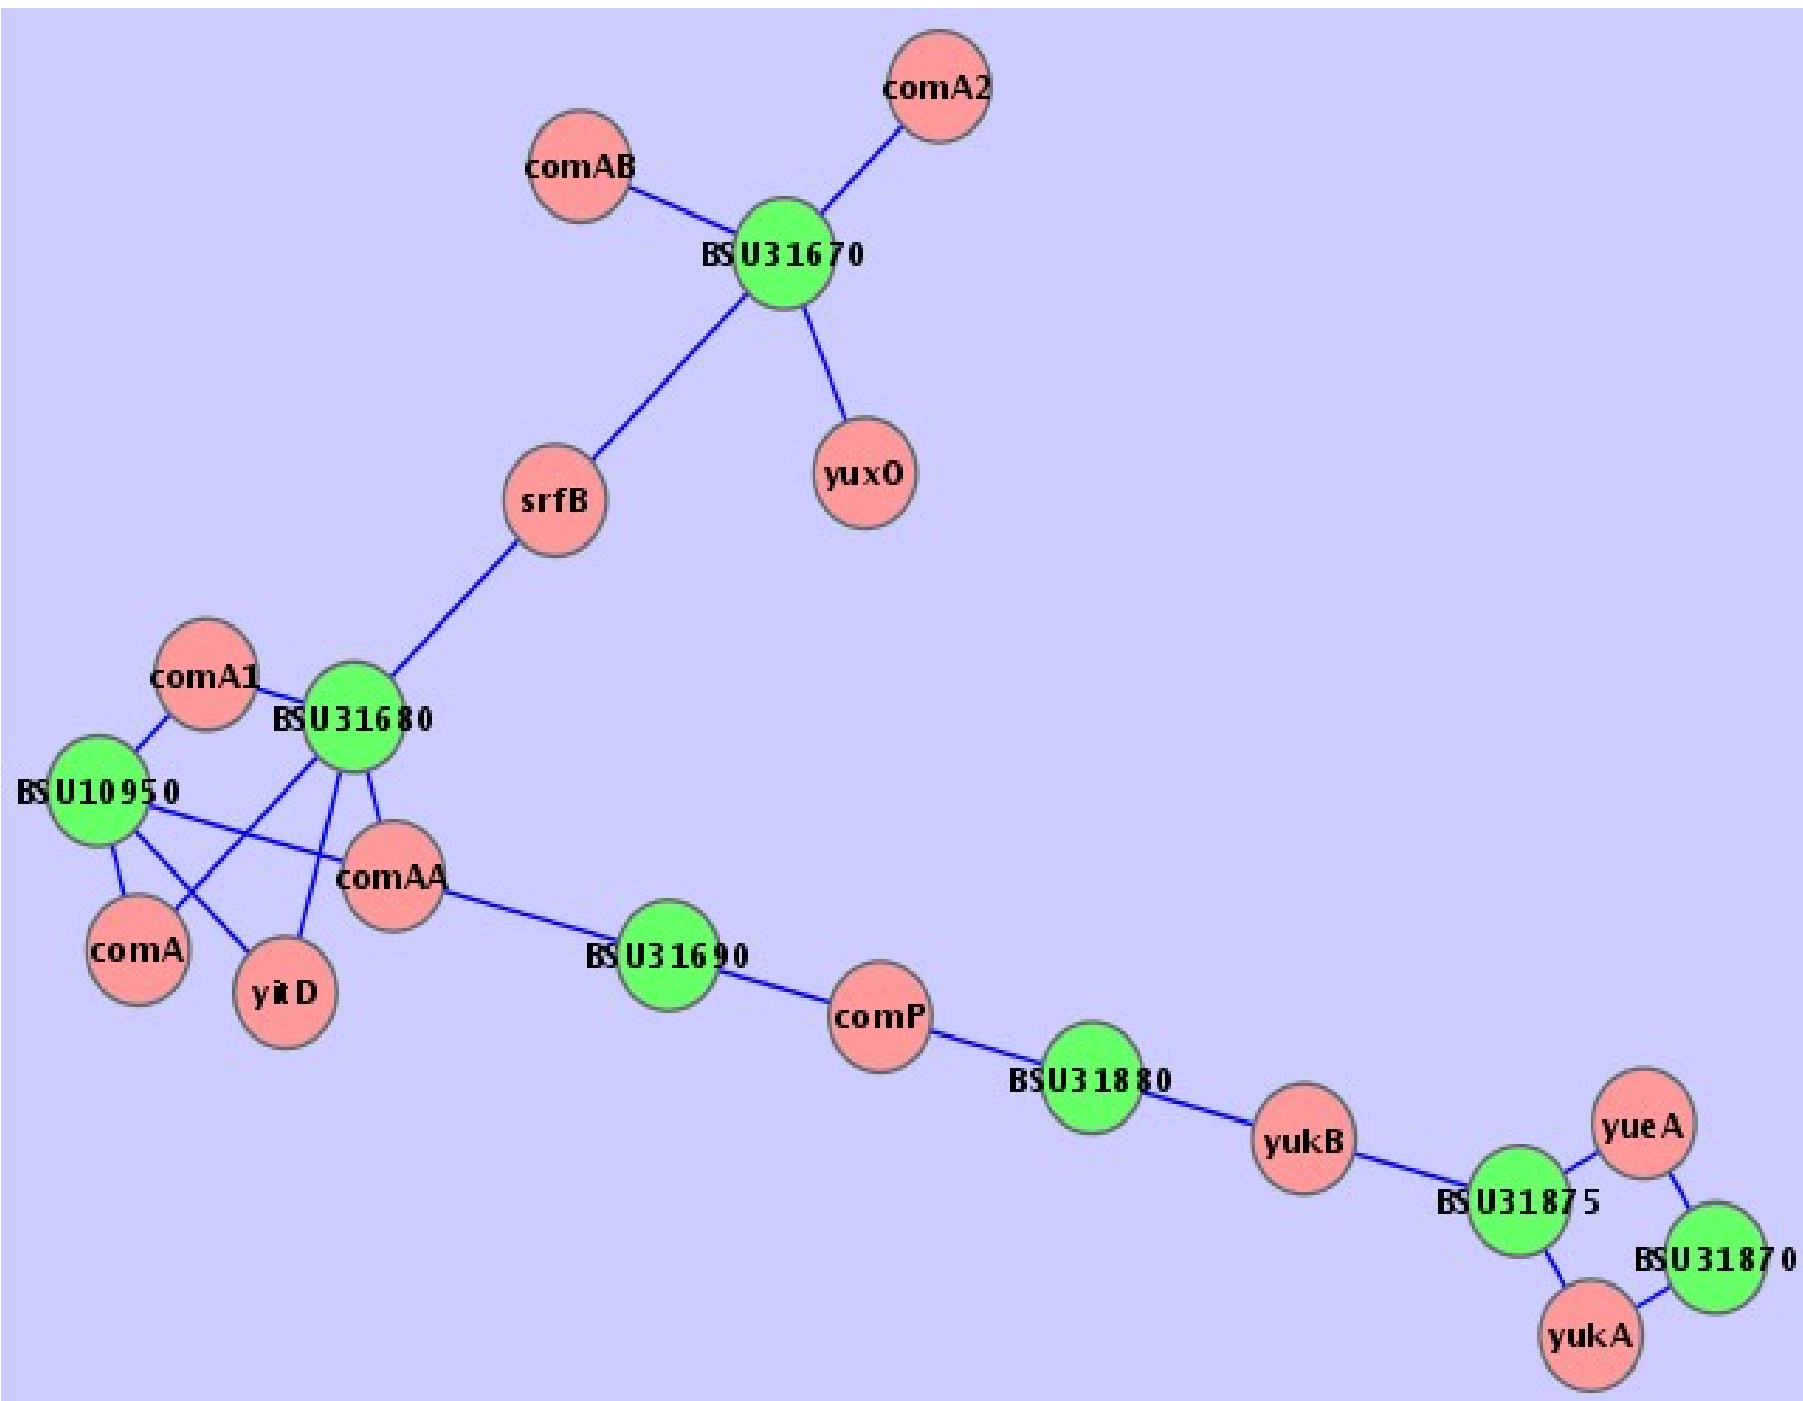 comA2
comAB
BSU31670
yuxO
srfB
comA1
BSU31680
BSU10950
comAA
comA
yitD
BSU31690
comP
BSU31880
yukB
yueA
BSU31875
BSU31870
yukA